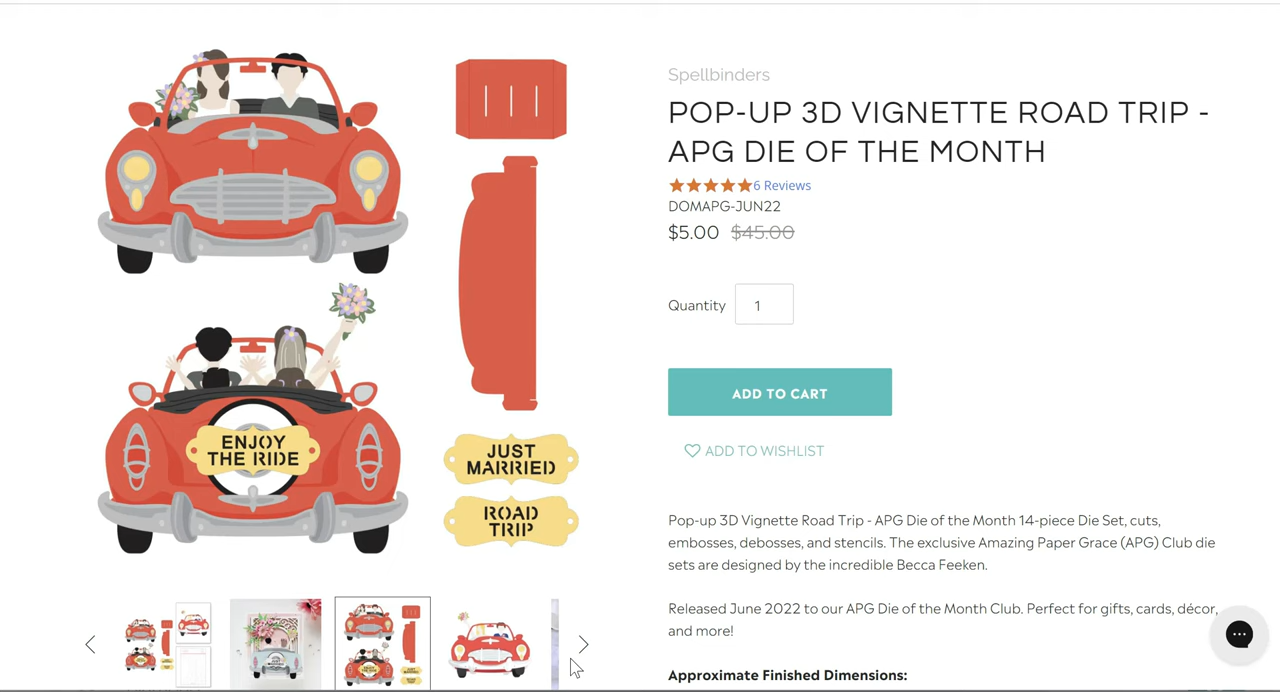 Spellbinders
POP-UP 3D VIGNETTE ROAD TRIP -
APG DIE OF THE MONTH
6 Reviews
DOMAPG-JUN22
$5.00 $45.00
Quantity 1
ADD TO CART
ADD TO WISHLIST
Pop-up 3D Vignette Road Trip - APG Die of the Month 14-piece Die Set, cuts,
embosses, debosses, and stencils. The exclusive Amazing Paper Grace (APG) Club die
sets are designed by the incredible Becca Feeken.
Released June 2022 to our APG Die of the Month Club. Perfect for gifts, cards, décor,
and more!
Approximate Finished Dimensions:
ENJOY
THE RIDE
JUST
MARRIED
ROAD
TRIP